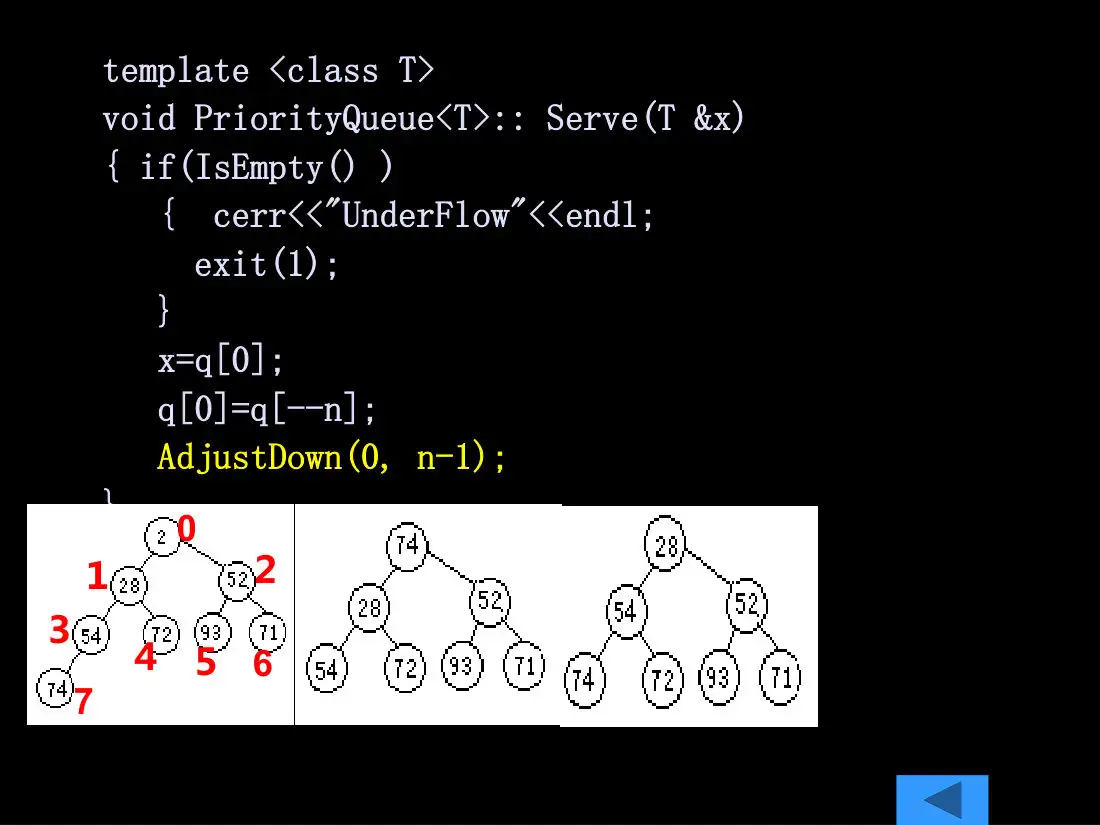 template <class T>
void PriorityQueue<T>:: Serve(T &x)
{ if(IsEmpty() )
{ cerr<<"UnderFlow"<<endl;
exit(1);
}
x=q[0];
q[0]=q[--n];
AdjustDown(0, n-1);
}
2 0
1 28 52 2
3 54 72 93 71
4 5 6
74 7
74
28 52
54 72 93 71
28
54 52
74 72 93 71